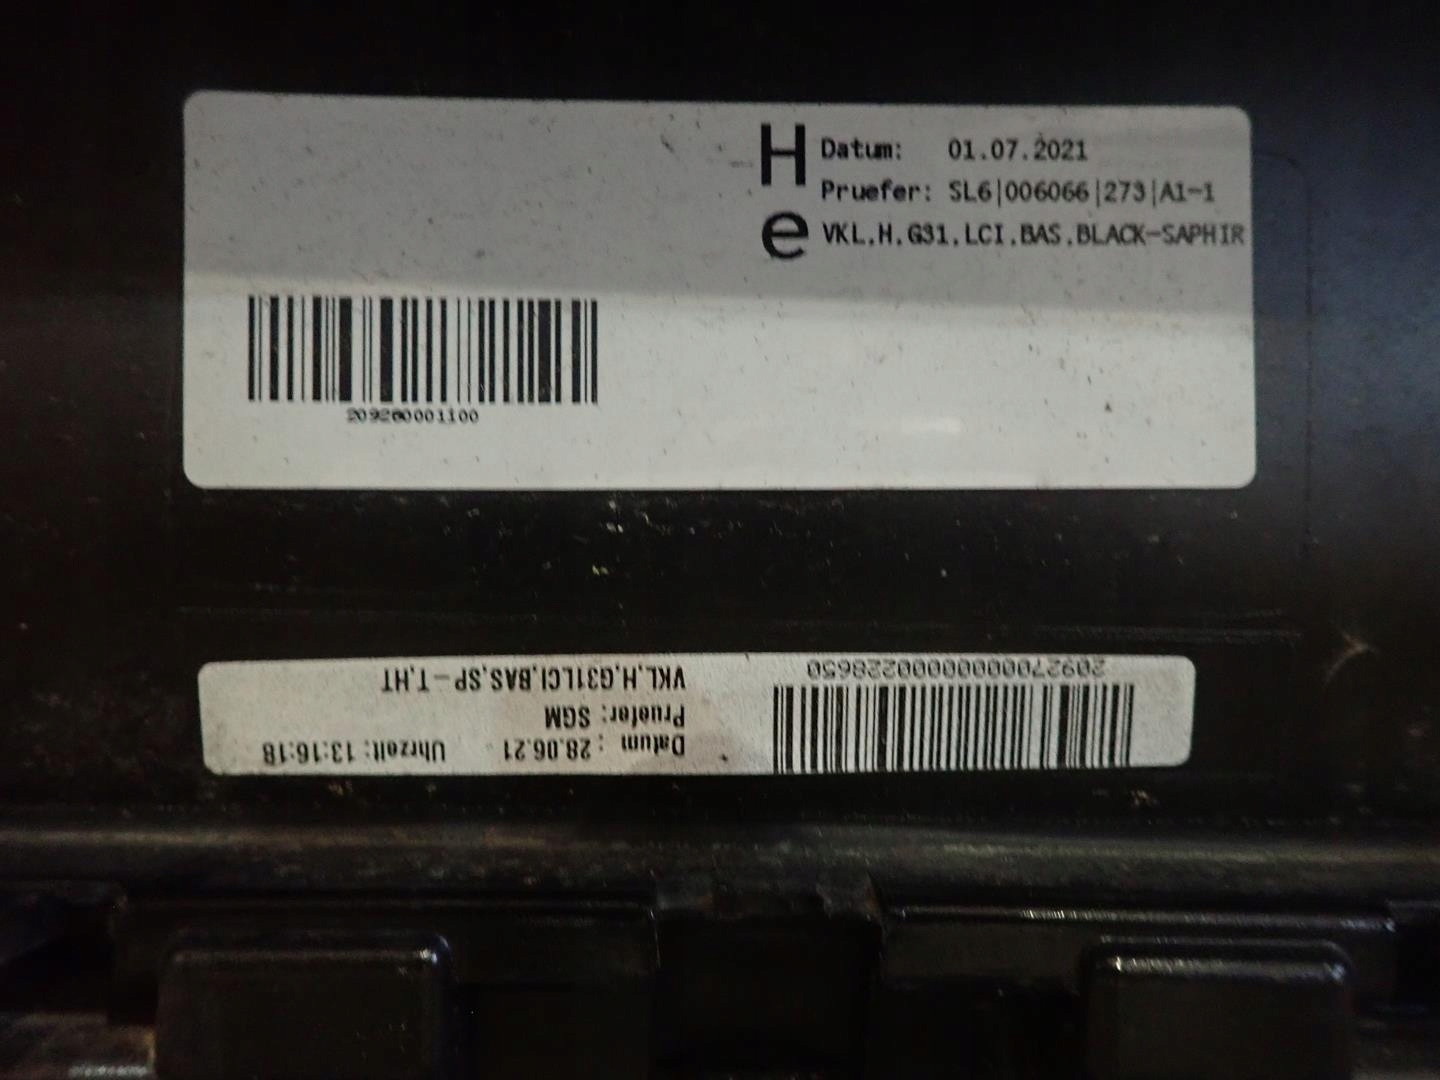 H
Datum: 01.07.2021
Pruefer: SL6|006066|273|A1-1
e
VKL.H.G31.LCI.BAS.BLACK-SAPHIR
209260001100
2092700000000228650
VKL,H,G31LCI,BAS,SP-T,HT
Pruefer: SGM
Datum : 28.06.21 Uhrzeit: 13:16:18